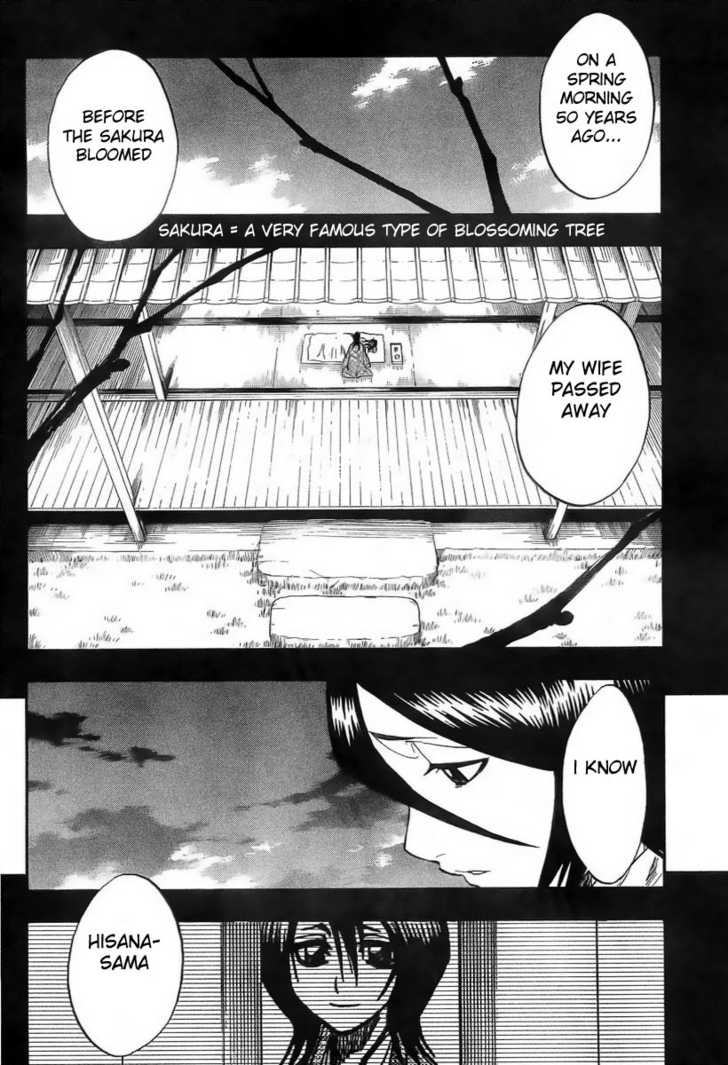 ON A
SPRING
MORNING
50 YEARS
AGO...
BEFORE
THE SAKURA
BLOOMED
SAKURA = A VERY FAMOUS TYPE OF BLOSSOMING TREE
MY WIFE
PASSED
AWAY
I KNOW
HISANA-
SAMA